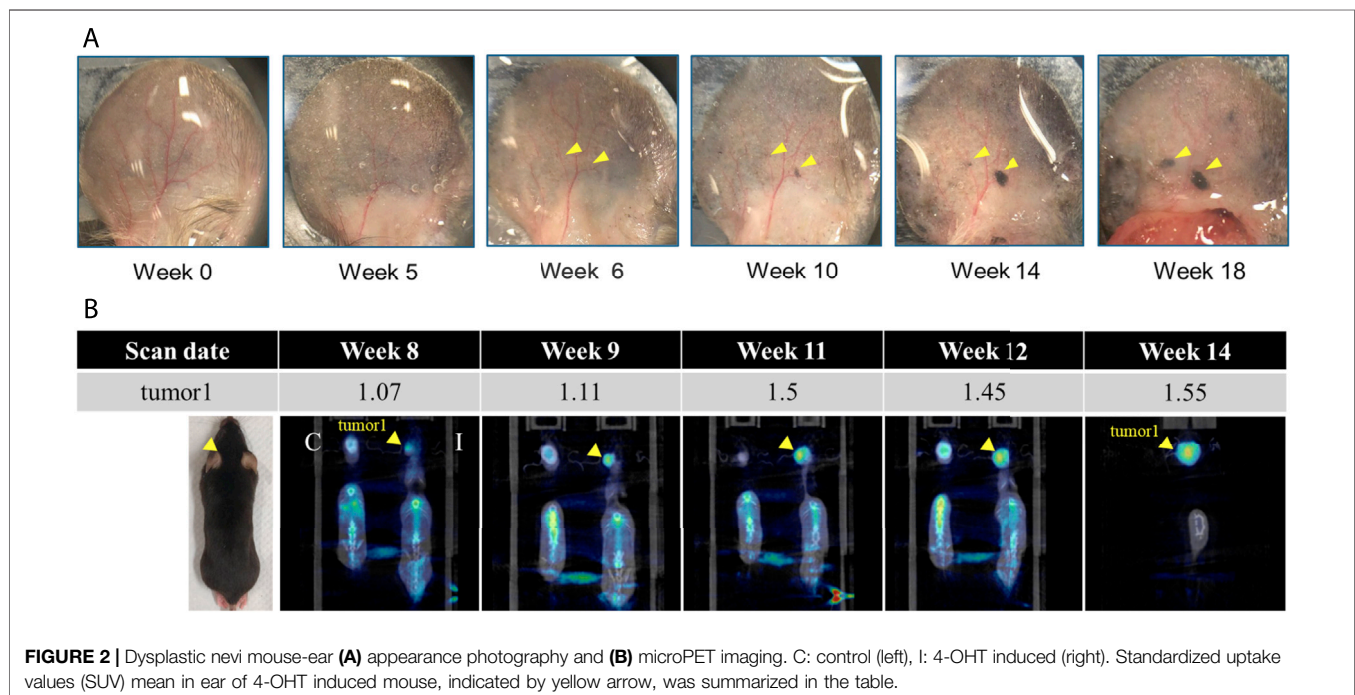 A
Week 0 Week 5 Week 6 Week 10 Week 14 Week 18
B
Scan date Week 8 Week 9 Week 11 Week 12 Week 14
tumor1 1.07 1.11 1.5 1.45 1.55
C tumor1 I tumor1
FIGURE 2 | Dysplastic nevi mouse-ear (A) appearance photography and (B) microPET imaging. C: control (left), I: 4-OHT induced (right). Standardized uptake
values (SUV) mean in ear of 4-OHT induced mouse, indicated by yellow arrow, was summarized in the table.